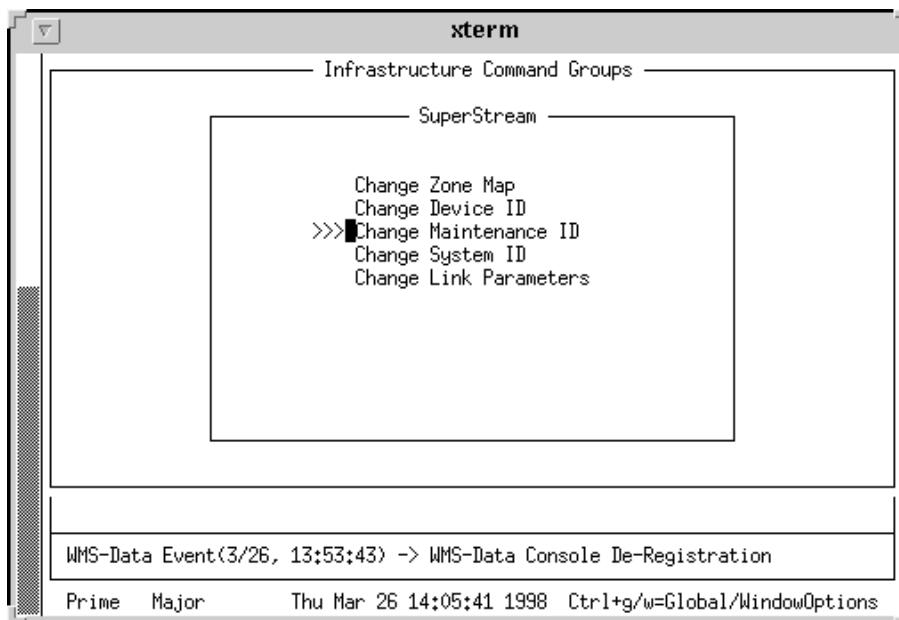 xterm
Infrastructure Command Groups
SuperStream
Change Zone Map
Change Device ID
>>> Change Maintenance ID
Change System ID
Change Link Parameters
WMS-Data Event(3/26, 13:53:43) -> WMS-Data Console De-Registration
Prime Major Thu Mar 26 14:05:41 1998 Ctrl+g/w=Global/WindowOptions